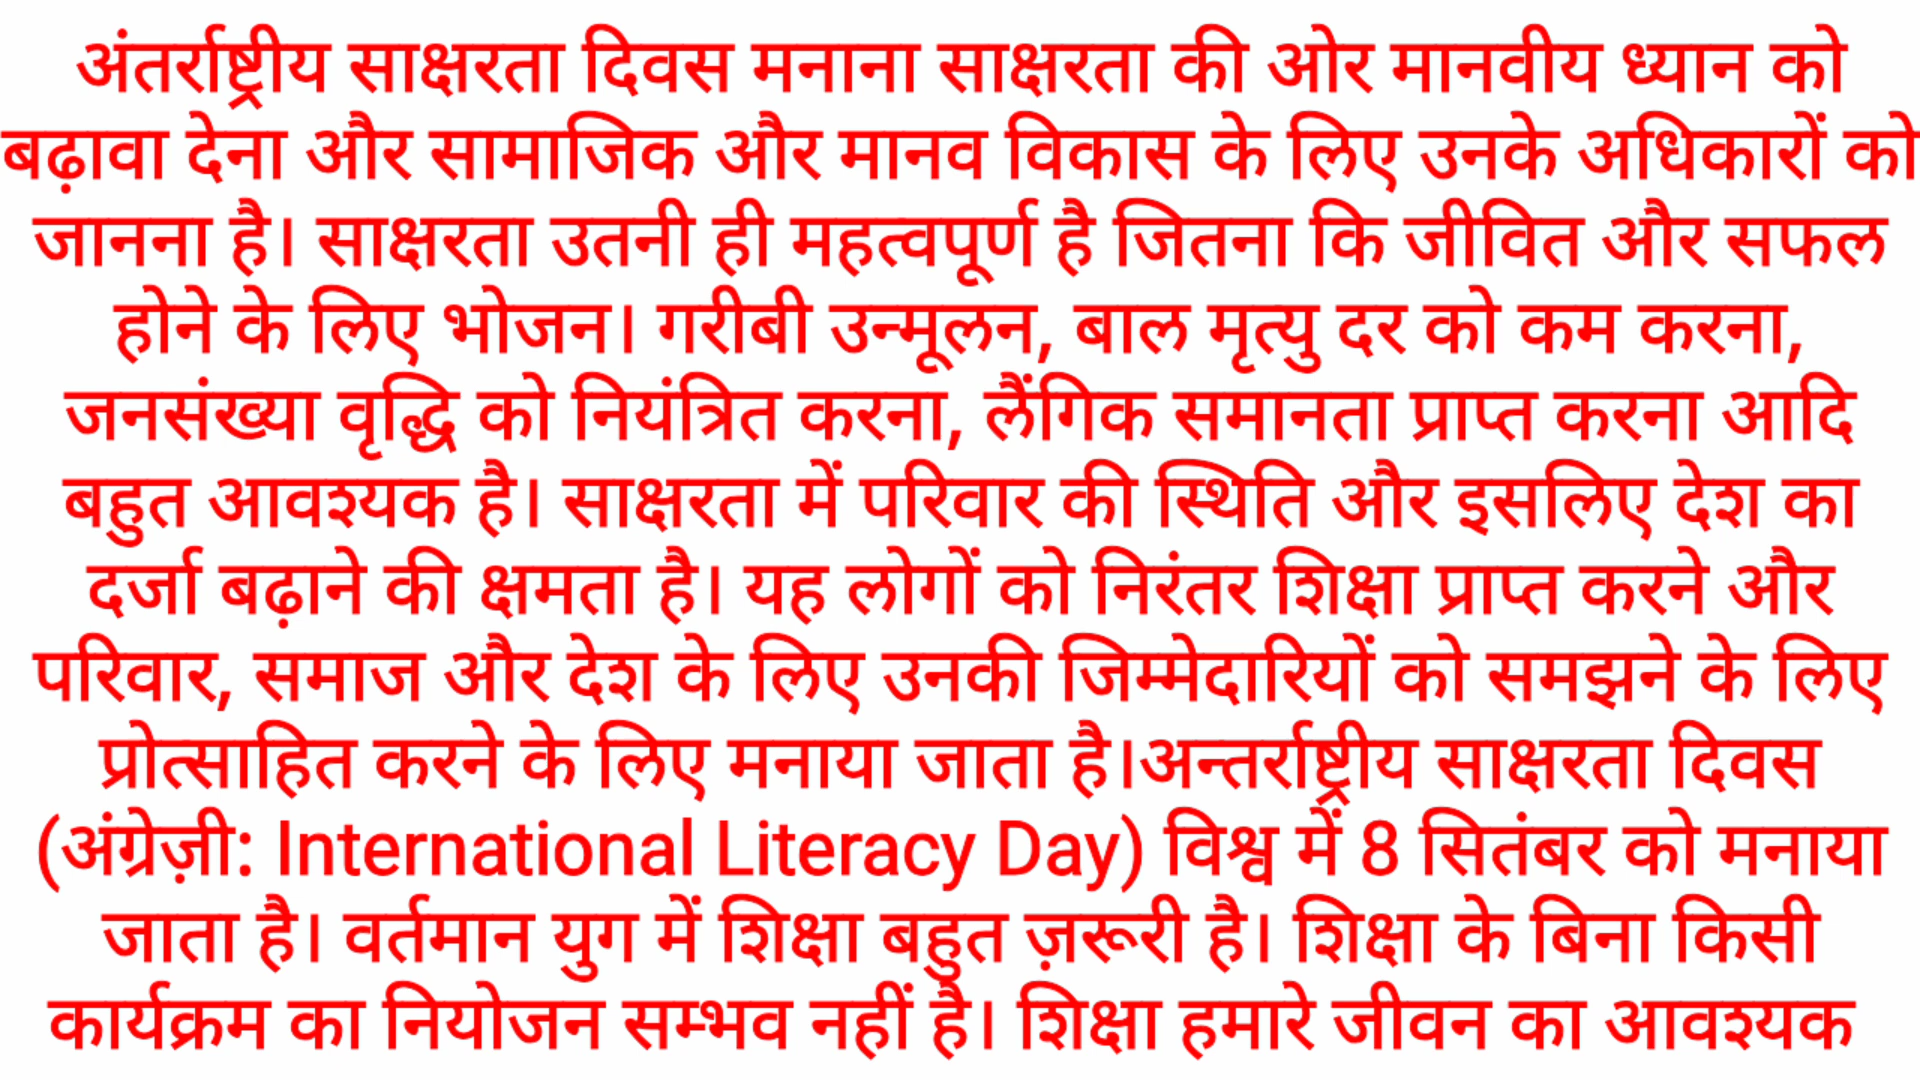 अंतर्राष्ट्रीय साक्षरता दिवस मनाना साक्षरता की ओर मानवीय ध्यान को
बढ़ावा देना और सामाजिक और मानव विकास के लिए उनके अधिकारों को
जानना है। साक्षरता उतनी ही महत्वपूर्ण है जितना कि जीवित और सफल
होने के लिए भोजन। गरीबी उन्मूलन, बाल मृत्यु दर को कम करना,
जनसंख्या वृद्धि को नियंत्रित करना, लैंगिक समानता प्राप्त करना आदि
बहुत आवश्यक है। साक्षरता में परिवार की स्थिति और इसलिए देश का
दर्जा बढ़ाने की क्षमता है। यह लोगों को निरंतर शिक्षा प्राप्त करने और
परिवार, समाज और देश के लिए उनकी जिम्मेदारियों को समझने के लिए
प्रोत्साहित करने के लिए मनाया जाता है।अन्तर्राष्ट्रीय साक्षरता दिवस
(अंग्रेज़ी: International Literacy Day) विश्व में 8 सितंबर को मनाया
जाता है। वर्तमान युग में शिक्षा बहुत ज़रूरी है। शिक्षा के बिना किसी
कार्यक्रम का नियोजन सम्भव नहीं है। शिक्षा हमारे जीवन का आवश्यक